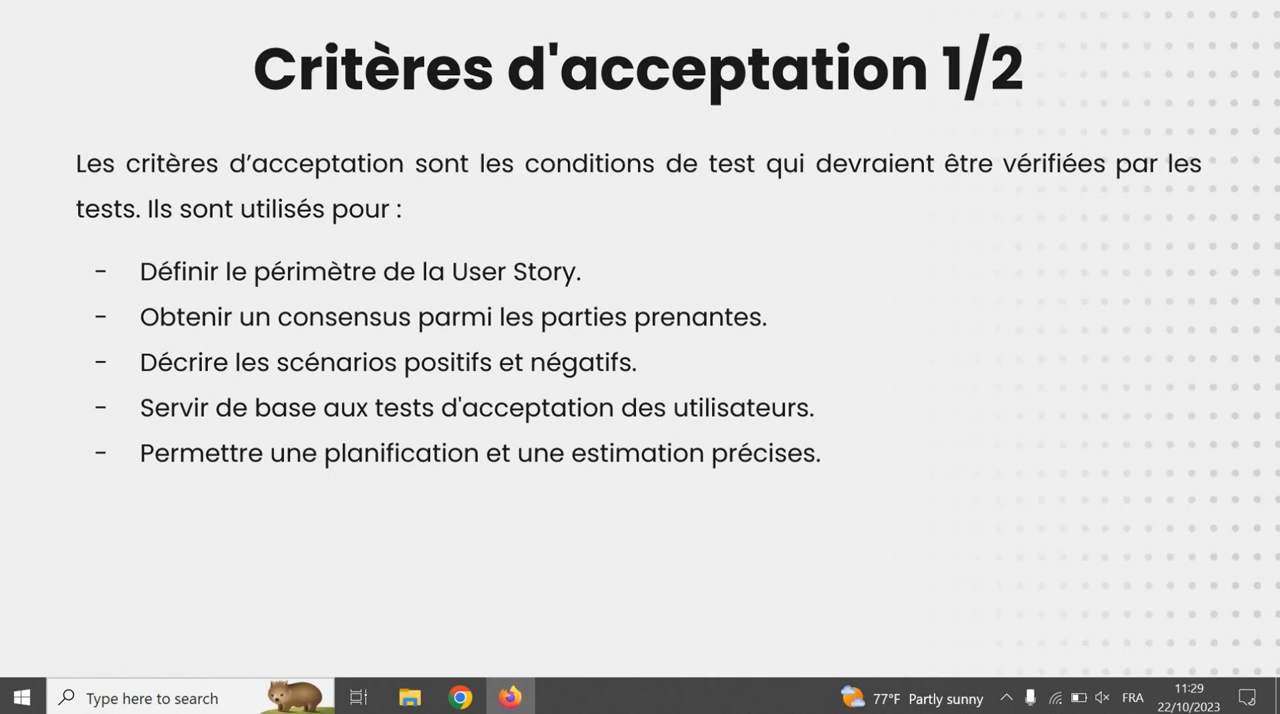 Critères d'acceptation 1/2
Les critères d’acceptation sont les conditions de test qui devraient être vérifiées par les
tests. Ils sont utilisés pour :
- Définir le périmètre de la User Story.
- Obtenir un consensus parmi les parties prenantes.
- Décrire les scénarios positifs et négatifs.
- Servir de base aux tests d'acceptation des utilisateurs.
- Permettre une planification et une estimation précises.
Type here to search
77°F Partly sunny
FRA
11:29
22/10/2023